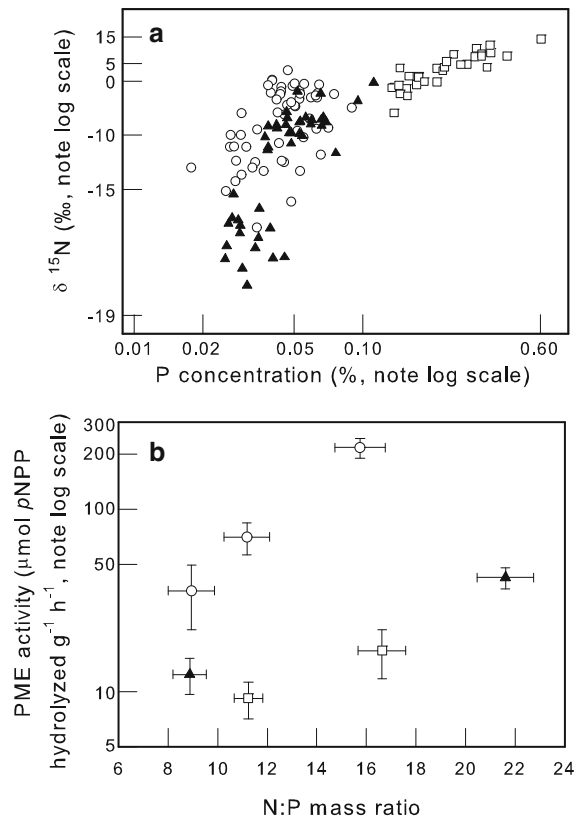 a
15
5
0
-10
-15
-19
δ ¹⁵N (‰, note log scale)
0.01 0.02 0.05 0.10 0.60
P concentration (%, note log scale)
b
300
200
100
50
10
5
PME activity (μmol pNPP
hydrolyzed g⁻¹ h⁻¹, note log scale)
6 8 10 12 14 16 18 20 22 24
N:P mass ratio